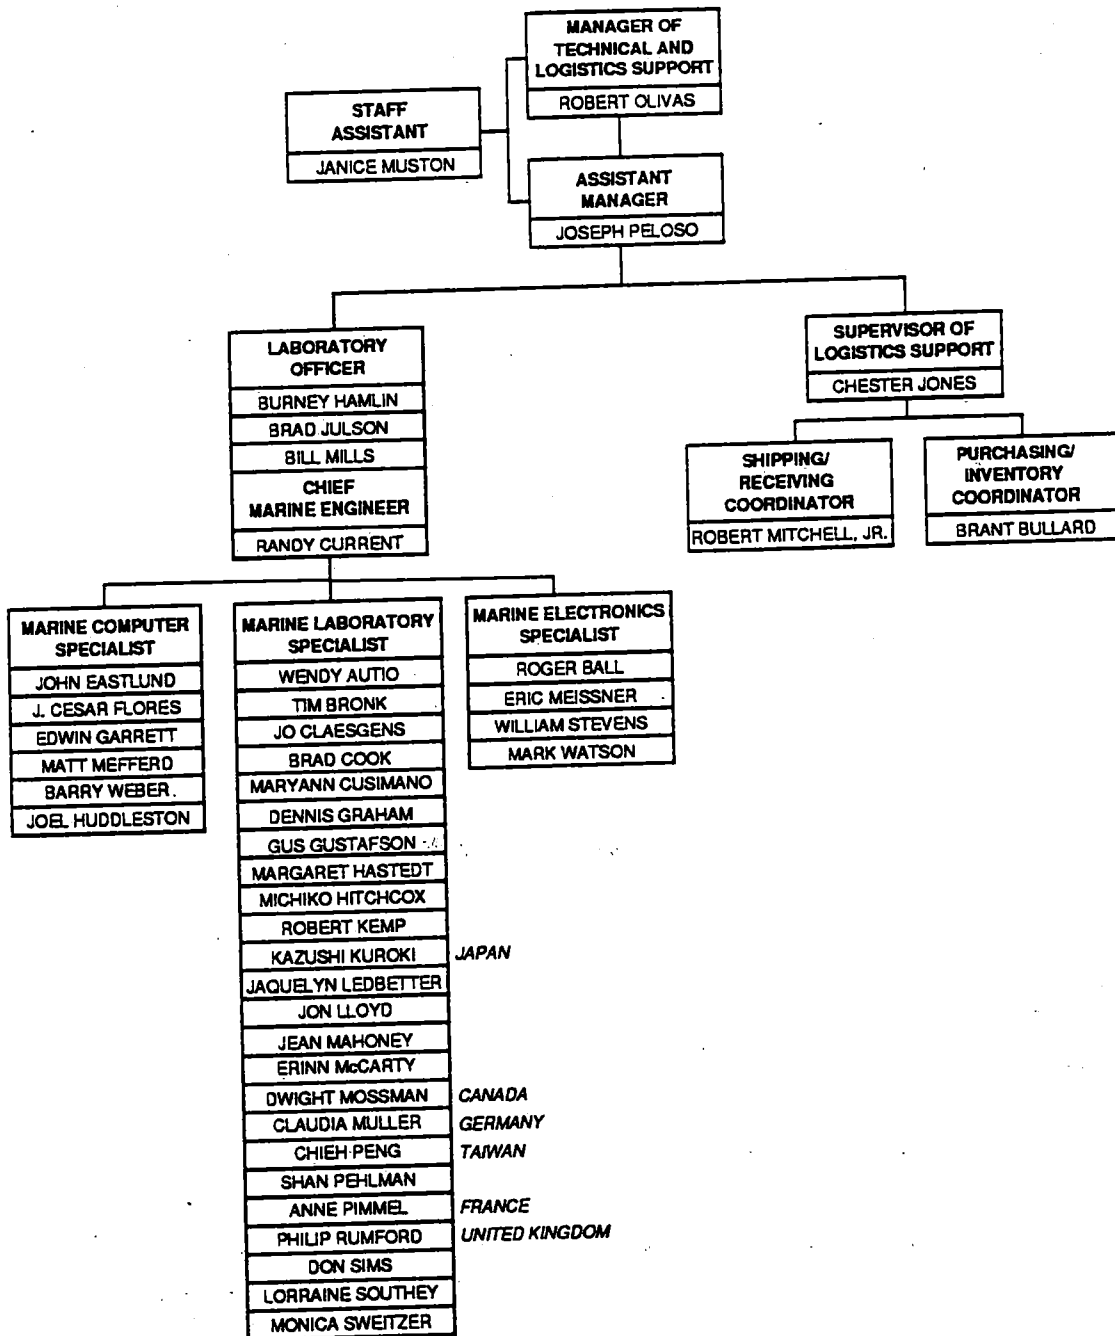 MANAGER OF
TECHNICAL AND
LOGISTICS SUPPORT
ROBERT OLIVAS
STAFF
ASSISTANT
JANICE MUSTON
ASSISTANT
MANAGER
JOSEPH PELOSO
LABORATORY
OFFICER
BURNEY HAMLIN
BRAD JULSON
BILL MILLS
CHIEF
MARINE ENGINEER
RANDY CURRENT
SUPERVISOR OF
LOGISTICS SUPPORT
CHESTER JONES
SHIPPING/
RECEIVING
COORDINATOR
ROBERT MITCHELL, JR.
PURCHASING/
INVENTORY
COORDINATOR
BRANT BULLARD
MARINE COMPUTER
SPECIALIST
JOHN EASTLUND
J. CESAR FLORES
EDWIN GARRETT
MATT MEFFERD
BARRY WEBER
JOEL HUDDLESTON
MARINE LABORATORY
SPECIALIST
WENDY AUTIO
TIM BRONK
JO CLAESGENS
BRAD COOK
MARYANN CUSIMANO
DENNIS GRAHAM
GUS GUSTAFSON
MARGARET HASTEDT
MICHIKO HITCHCOX
ROBERT KEMP
KAZUSHI KUROKI JAPAN
JAQUELYN LEDBETTER
JON LLOYD
JEAN MAHONEY
ERINN McCARTY
DWIGHT MOSSMAN CANADA
CLAUDIA MULLER GERMANY
CHIEH PENG TAIWAN
SHAN PEHLMAN
ANNE PIMMEL FRANCE
PHILIP RUMFORD UNITED KINGDOM
DON SIMS
LORRAINE SOUTHEY
MONICA SWEITZER
MARINE ELECTRONICS
SPECIALIST
ROGER BALL
ERIC MEISSNER
WILLIAM STEVENS
MARK WATSON